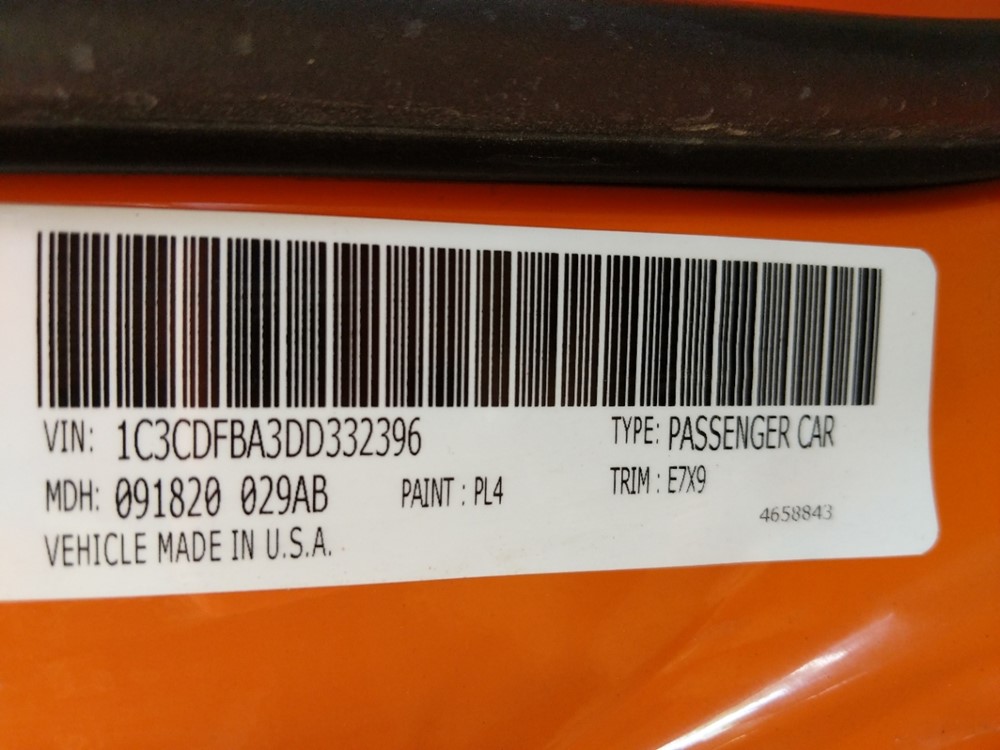 VIN: 1C3CDFBA3DD332396 TYPE: PASSENGER CAR
MDH: 091820 029AB PAINT : PL4 TRIM : E7X9
4658843
VEHICLE MADE IN U.S.A.